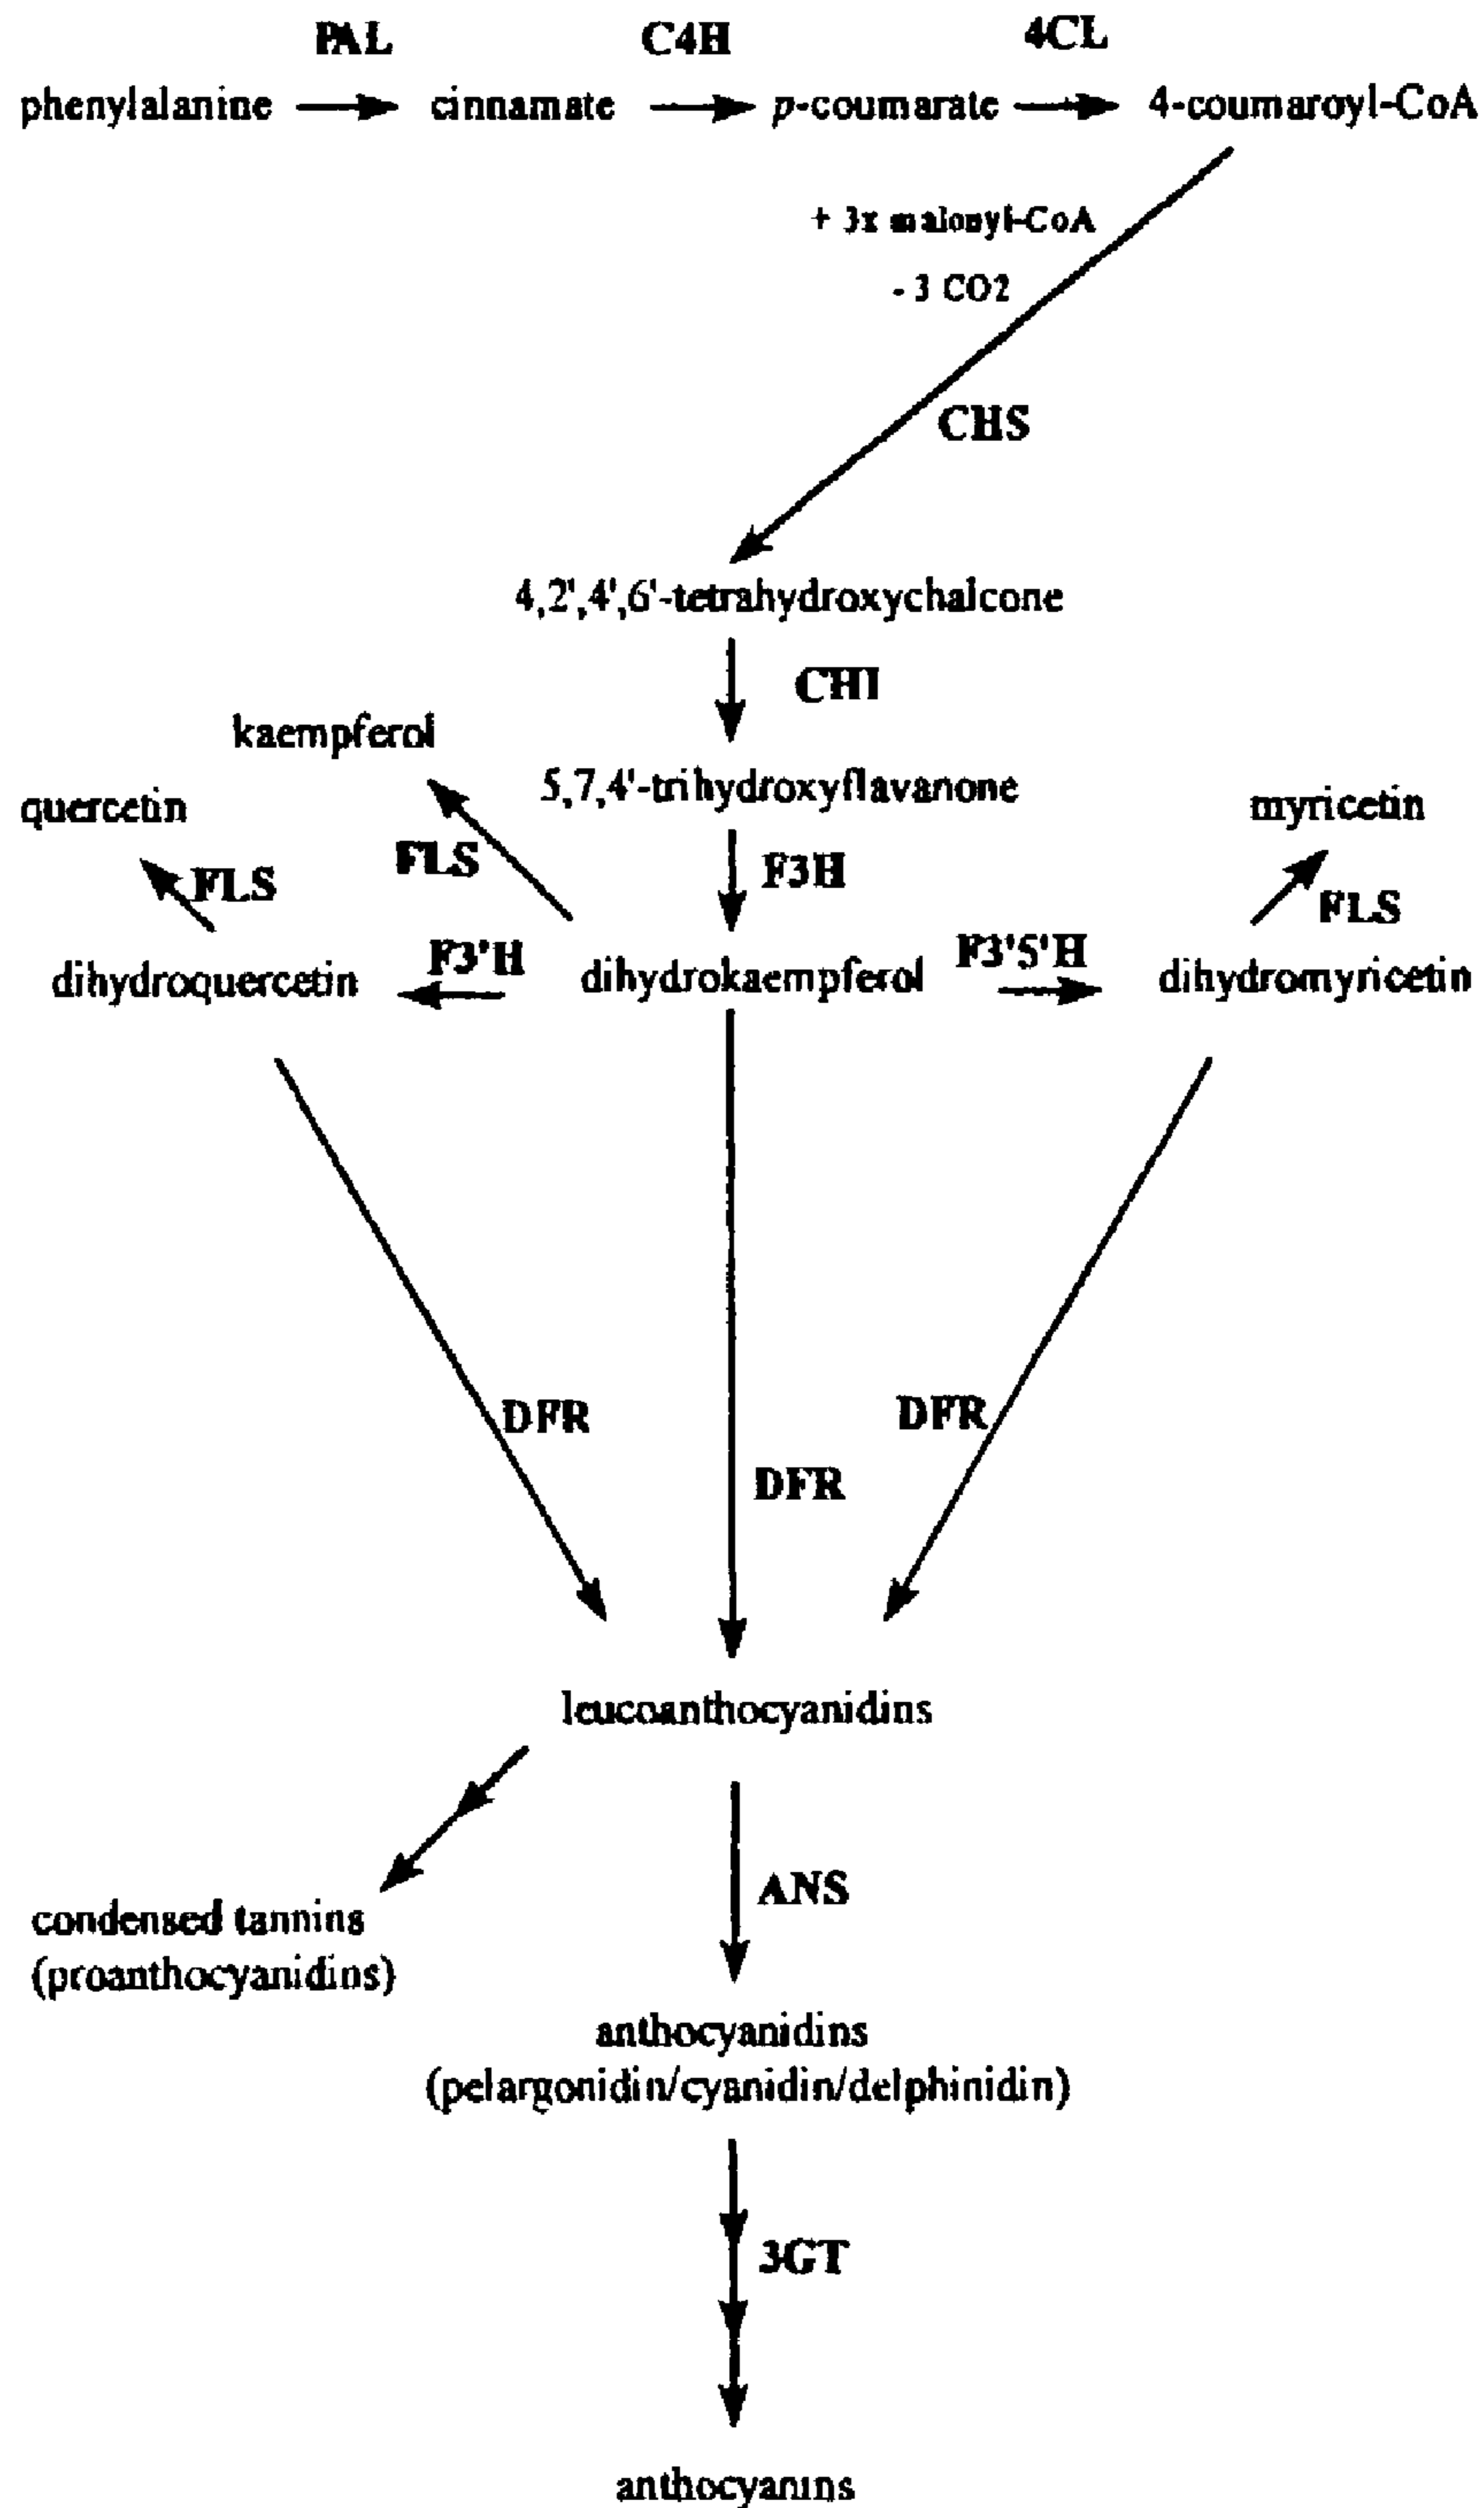 PAL C4H 4CL
phenylalanine cinnamate p-coumarate 4-coumaroyl-CoA
+ 3x malonyl-CoA
- 3 CO2
CHS
4,2',4',6'-tetrahydroxychalcone
CHI
kaempferol
5,7,4'-trihydroxyflavanone
quercetin
myricetin
FLS
F3H
FLS
FLS
F3'H
F3'5'H
dihydroquercetin dihydrokaempferol dihydromyricetin
DFR
DFR
DFR
leucoanthocyanidins
ANS
condensed tannins
(proanthocyanidins)
anthocyanidins
(pelargonidin/cyanidin/delphinidin)
3GT
anthocyanins